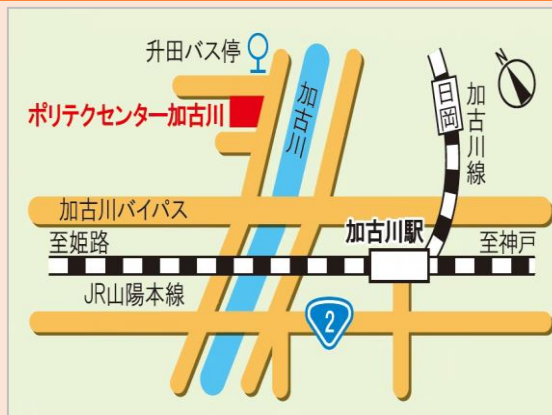 升田バス停
N
ポリテクセンター加古川
加古川
日岡
加古川線
加古川バイパス
至姫路
加古川駅
至神戸
JR山陽本線
2